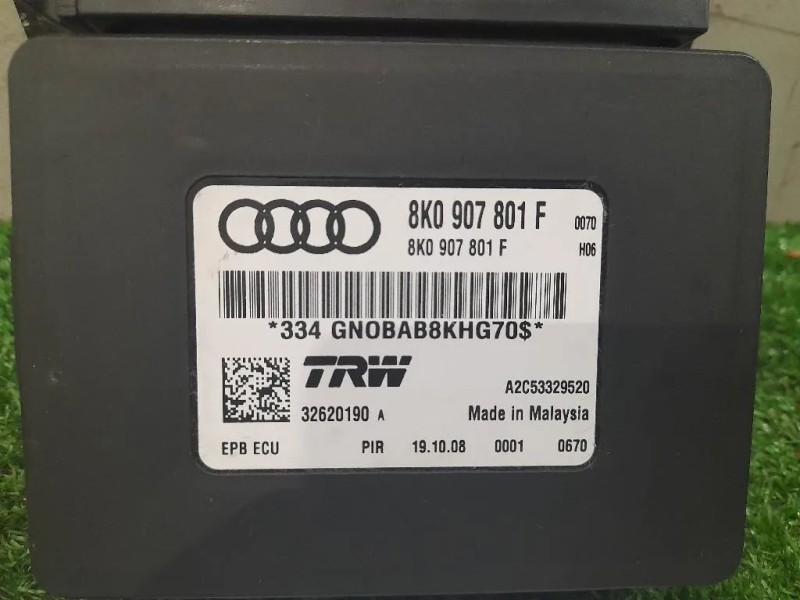 8K0 907 801 F 0070
8K0 907 801 F H06
*334 GNOBAB8KHG70$*
TRW A2C53329520
32620190 A Made in Malaysia
EPB ECU PIR 19.10.08 0001 0670